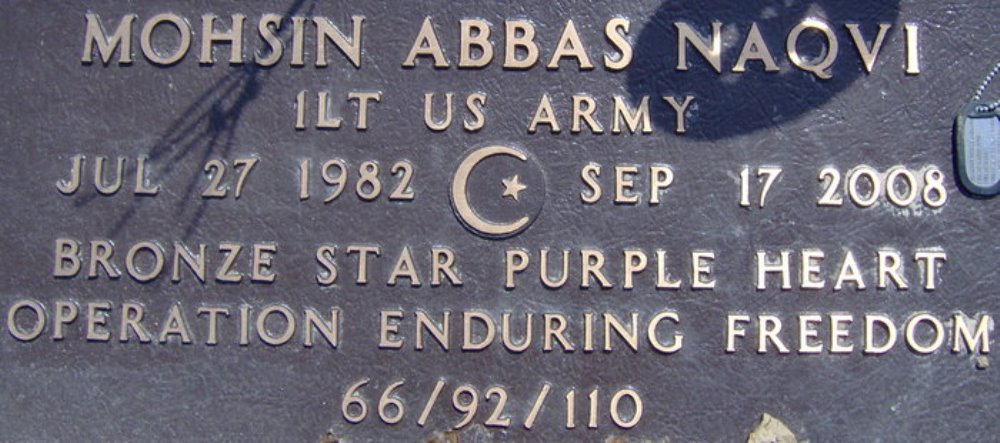 MOHSIN ABBAS NAQVI
1LT US ARMY
JUL 27 1982 SEP 17 2008
BRONZE STAR PURPLE HEART
OPERATION ENDURING FREEDOM
66/92/110